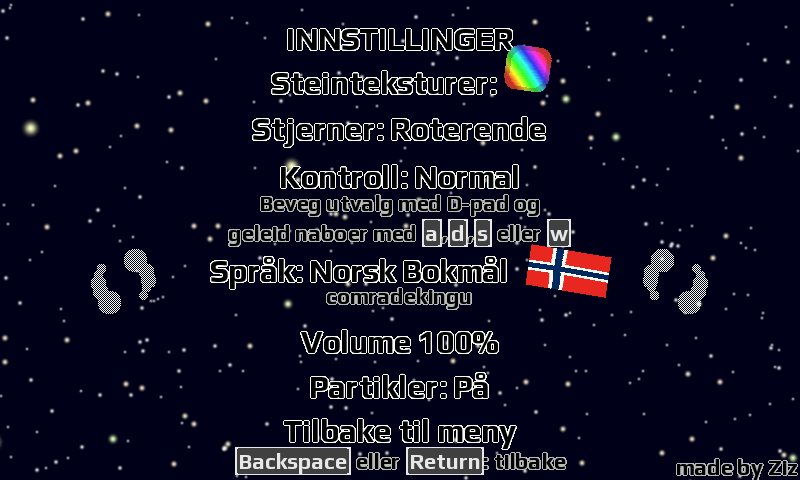 INNSTILLINGER
Steinteksturer:
Stjerner: Roterende
Kontroll: Normal
Beveg utvalg med D-pad og
geleid naboer med a,d,s eller w
Språk: Norsk Bokmål
comradekingu
Volume 100%
Partikler: På
Tilbake til meny
Backspace eller Return: tilbake
made by Zlz